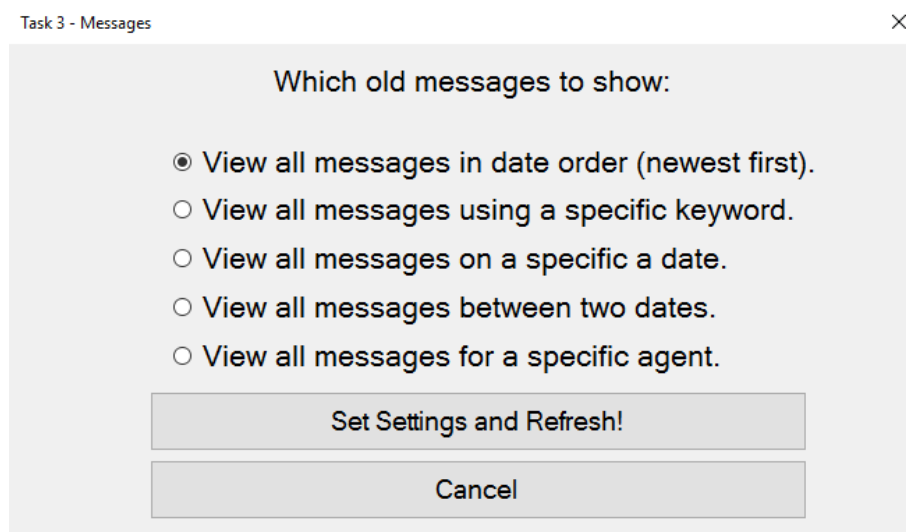 Task 3 - Messages
Which old messages to show:
View all messages in date order (newest first).
View all messages using a specific keyword.
View all messages on a specific a date.
View all messages between two dates.
View all messages for a specific agent.
Set Settings and Refresh!
Cancel